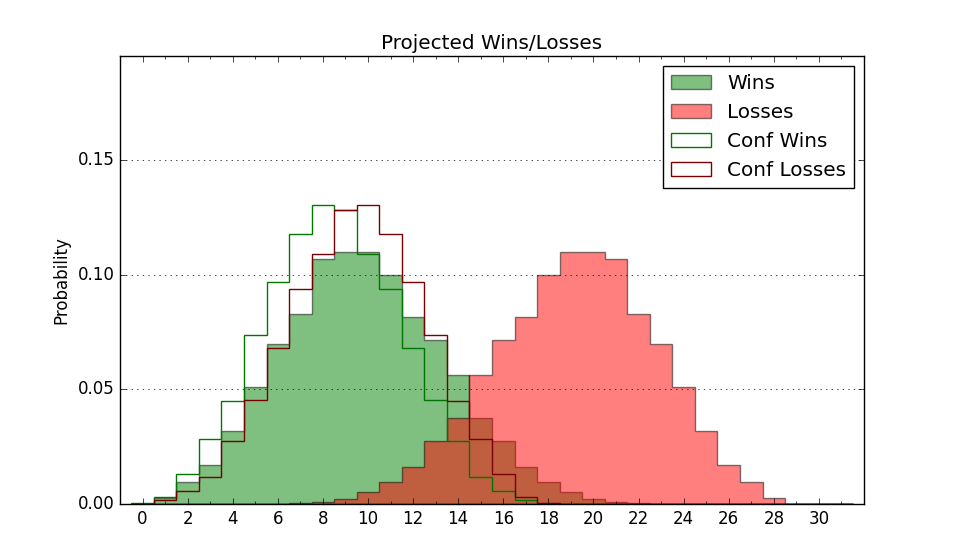 Projected Wins/Losses
Wins
Losses
Conf Wins
Conf Losses
Probability
0.15
0.10
0.05
0.00
0 2 4 6 8 10 12 14 16 18 20 22 24 26 28 30